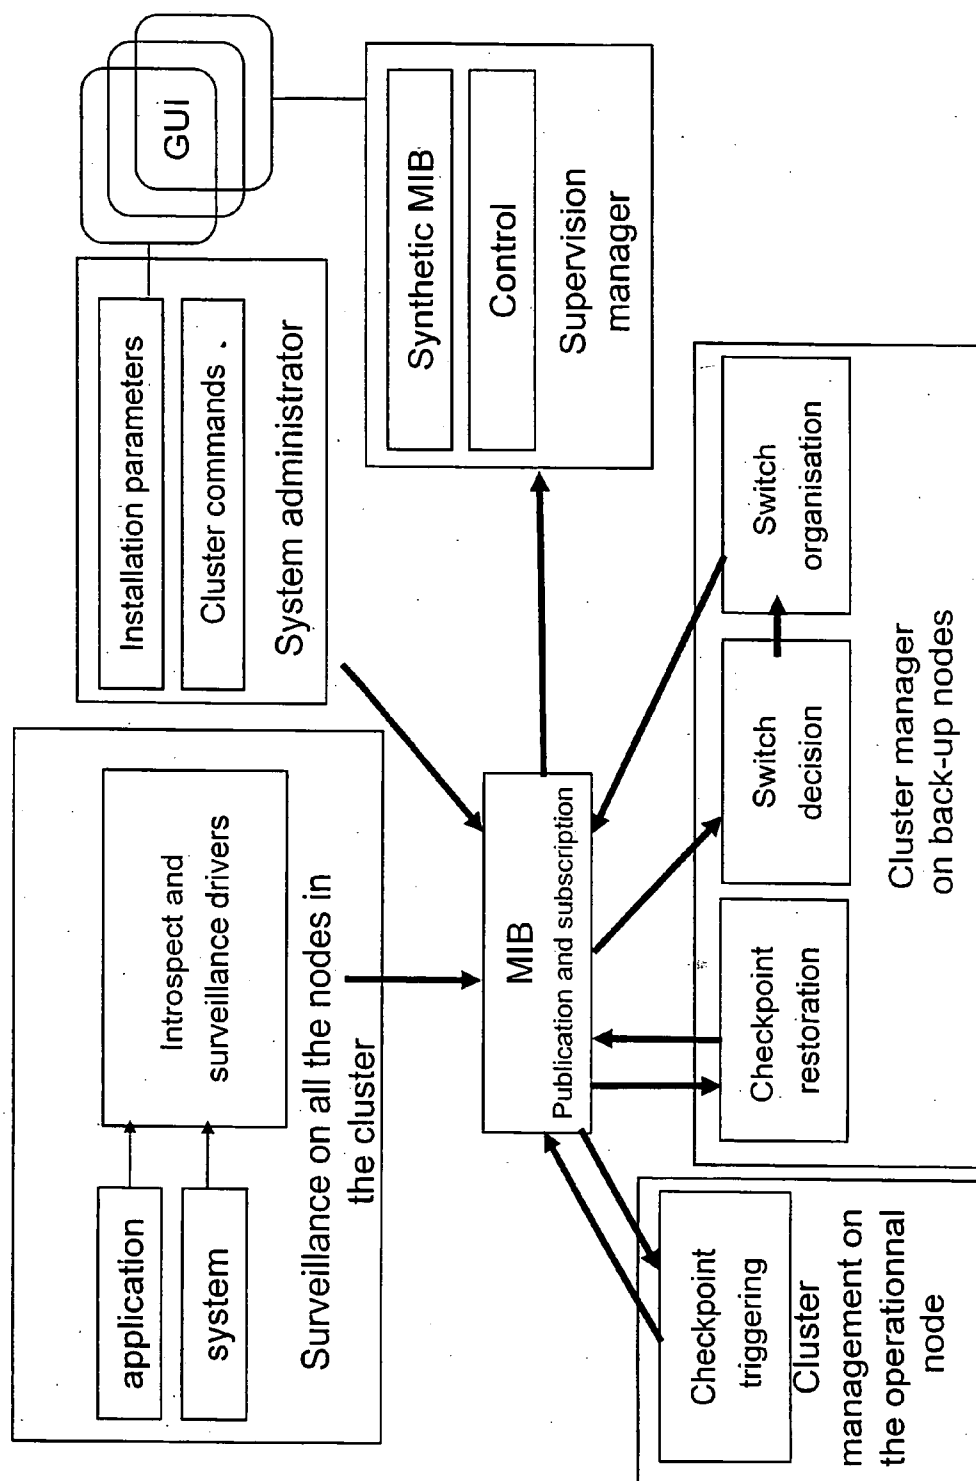 application
system
Introspect and
surveillance drivers
Surveillance on all the nodes in
the cluster
Installation parameters
Cluster commands
System administrator
GUI
MIB
Publication and subscription
Synthetic MIB
Control
Supervision
manager
Checkpoint
triggering
Cluster
management on
the operationnal
node
Checkpoint
restoration
Switch
decision
Switch
organisation
Cluster manager
on back-up nodes